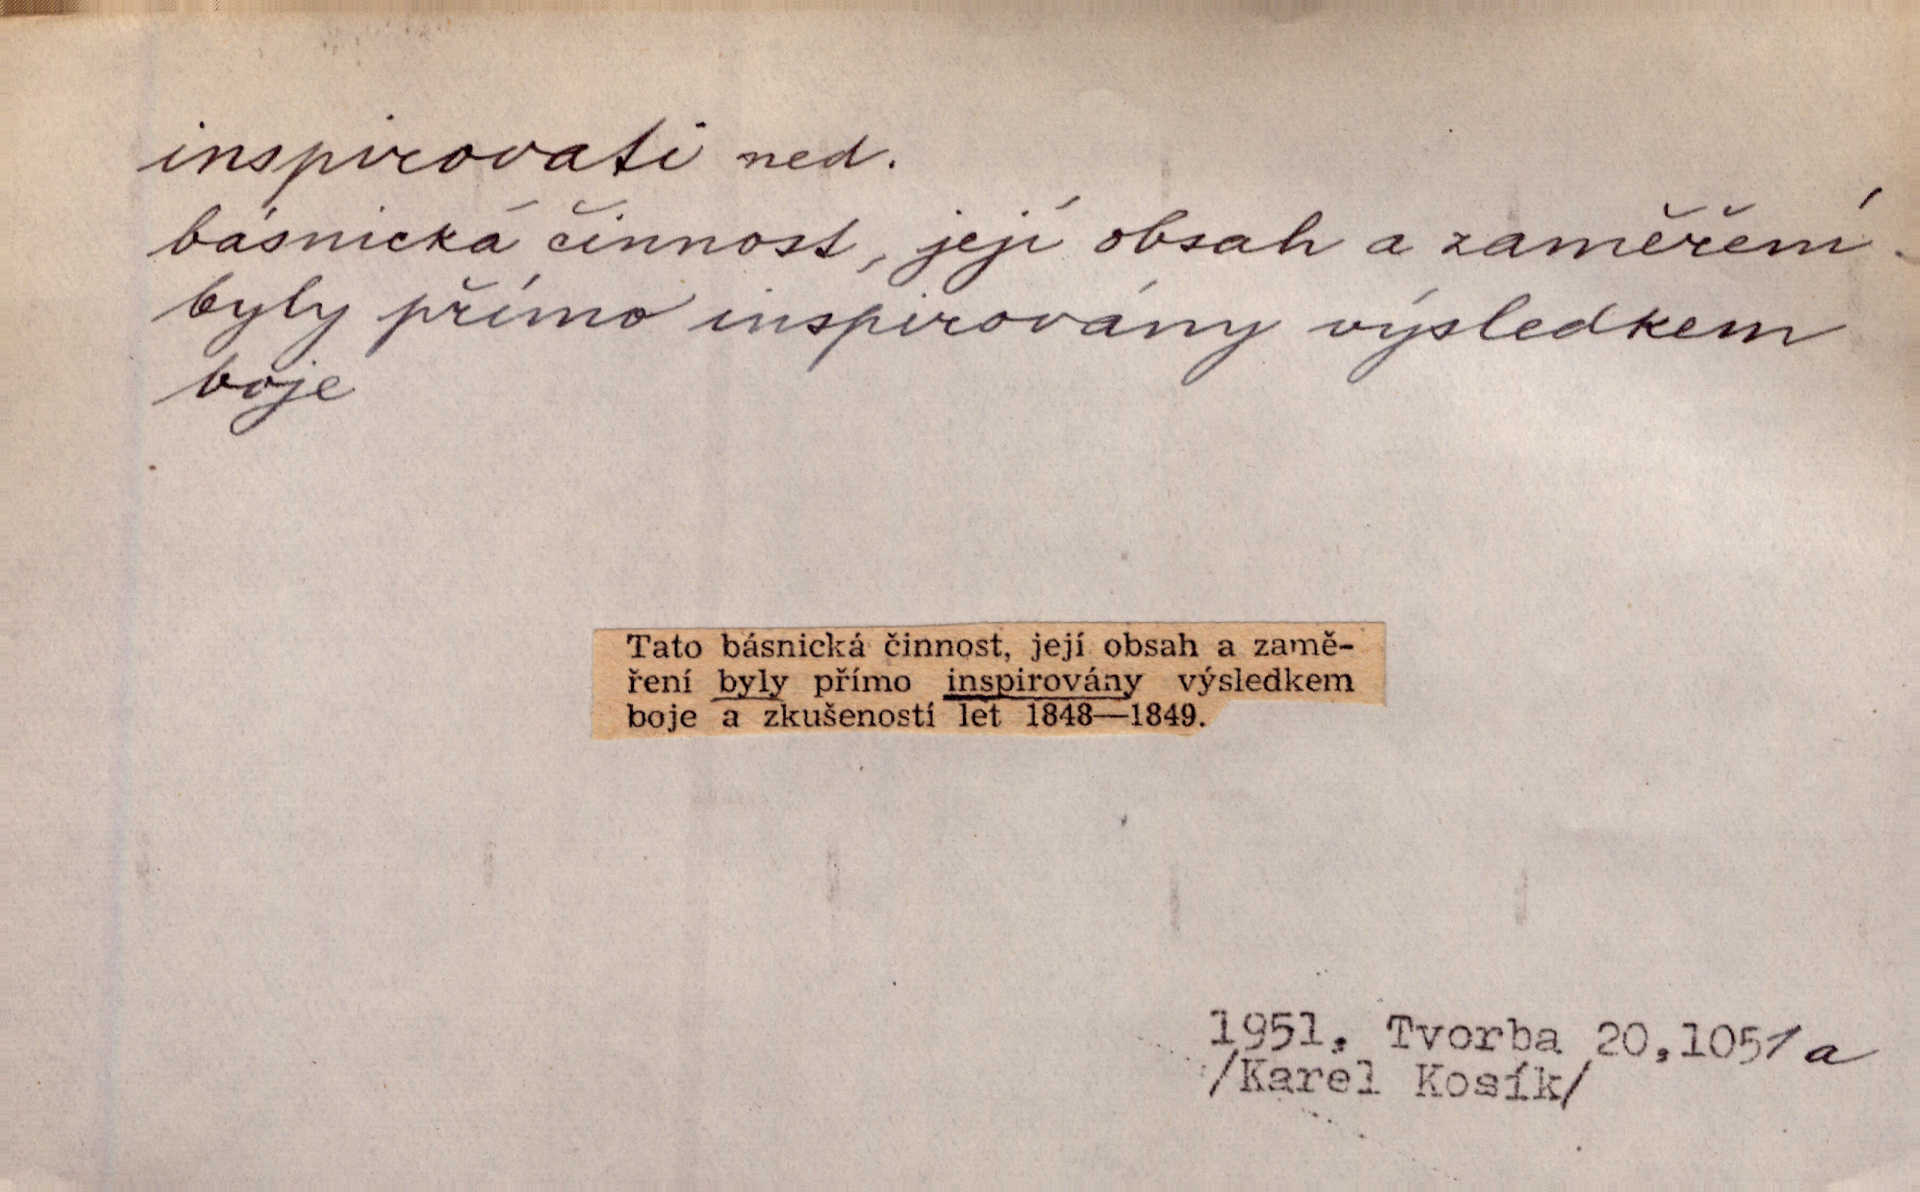 inspirovati ned.
básnická činnost, její obsah a zaměření
byly přímo inspirovány výsledkem
boje
Tato básnická činnost, její obsah a zamě-
ření byly přímo inspirovány výsledkem
boje a zkušeností let 1848—1849.
1951. Tvorba 20,1051 a
/Karel Kosík/